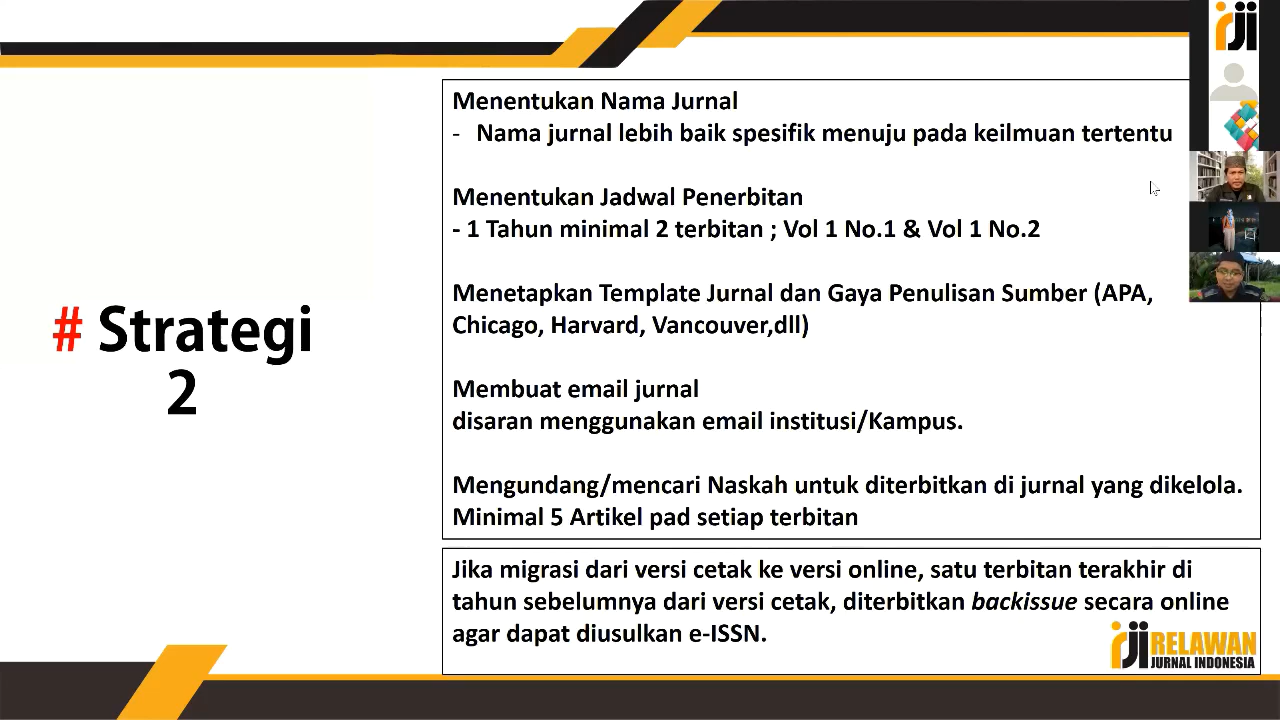 # Strategi
2
Menentukan Nama Jurnal
- Nama jurnal lebih baik spesifik menuju pada keilmuan tertentu
Menentukan Jadwal Penerbitan
- 1 Tahun minimal 2 terbitan ; Vol 1 No.1 & Vol 1 No.2
Menetapkan Template Jurnal dan Gaya Penulisan Sumber (APA,
Chicago, Harvard, Vancouver,dll)
Membuat email jurnal
disaran menggunakan email institusi/Kampus.
Mengundang/mencari Naskah untuk diterbitkan di jurnal yang dikelola.
Minimal 5 Artikel pad setiap terbitan
Jika migrasi dari versi cetak ke versi online, satu terbitan terakhir di
tahun sebelumnya dari versi cetak, diterbitkan backissue secara online
agar dapat diusulkan e-ISSN.
rji
rji RELAWAN
JURNAL INDONESIA